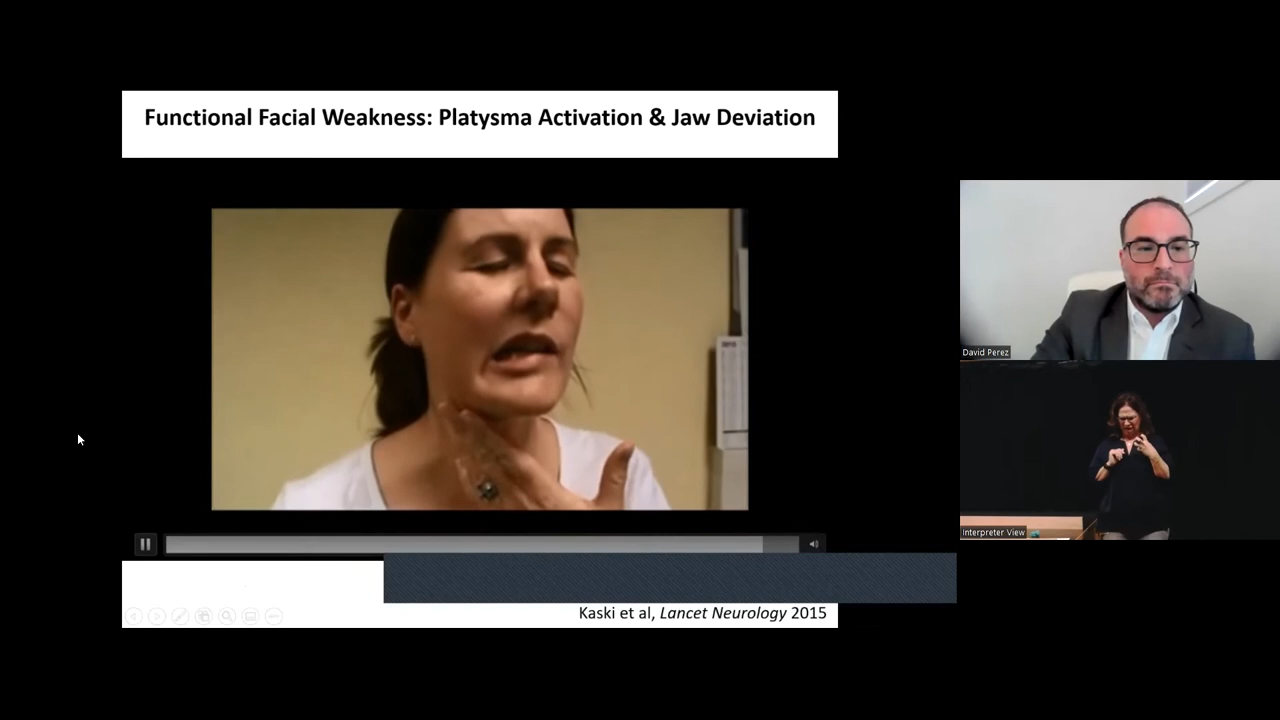 Functional Facial Weakness: Platysma Activation & Jaw Deviation
David Perez
Interpreter View
Kaski et al, Lancet Neurology 2015